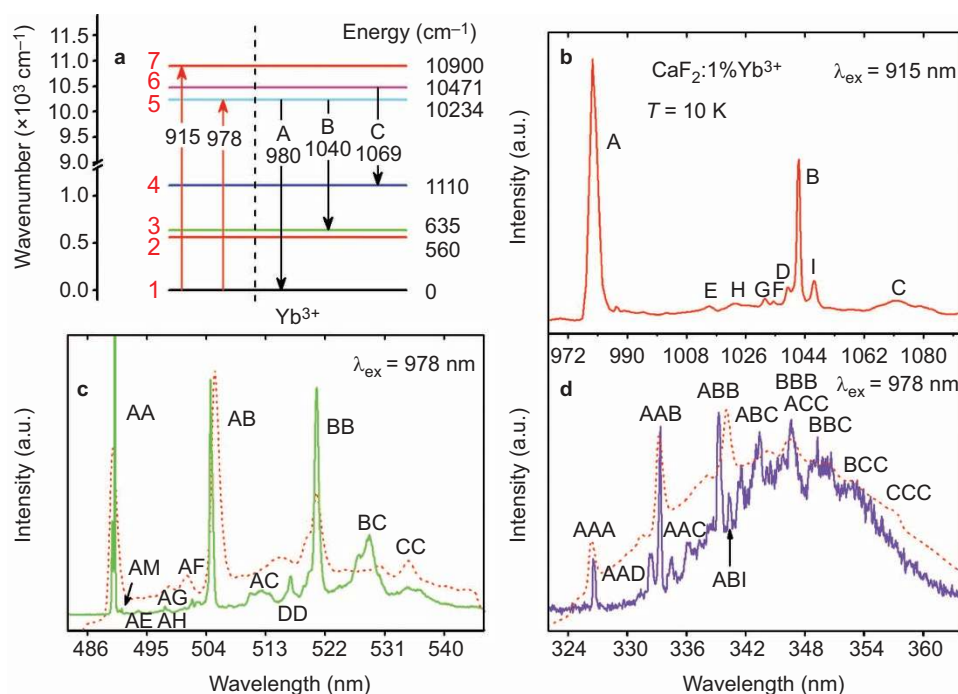 a
Energy (cm⁻¹)
Wavenumber (×10³ cm⁻¹)
11.0
10.5
10.0
9.5
9.0
1.0
0.5
0.0
7
6
5
4
3
2
1
915
978
A
980
B
1040
C
1069
10900
10471
10234
1110
635
560
0
Yb³⁺
b
CaF₂:1%Yb³⁺
λex = 915 nm
T = 10 K
Intensity (a.u.)
A
B
C
D
E
H
G
F
I
972 990 1008 1026 1044 1062 1080
c
λex = 978 nm
Intensity (a.u.)
AA
AB
BB
AM
AF
AG
AE
AH
AC
DD
BC
CC
486 495 504 513 522 531 540
Wavelength (nm)
d
λex = 978 nm
Intensity (a.u.)
AAA
AAB
AAD
AAC
ABB
ABI
ABC
BBB
ACC
BBC
BCC
CCC
324 330 336 342 348 354 360
Wavelength (nm)